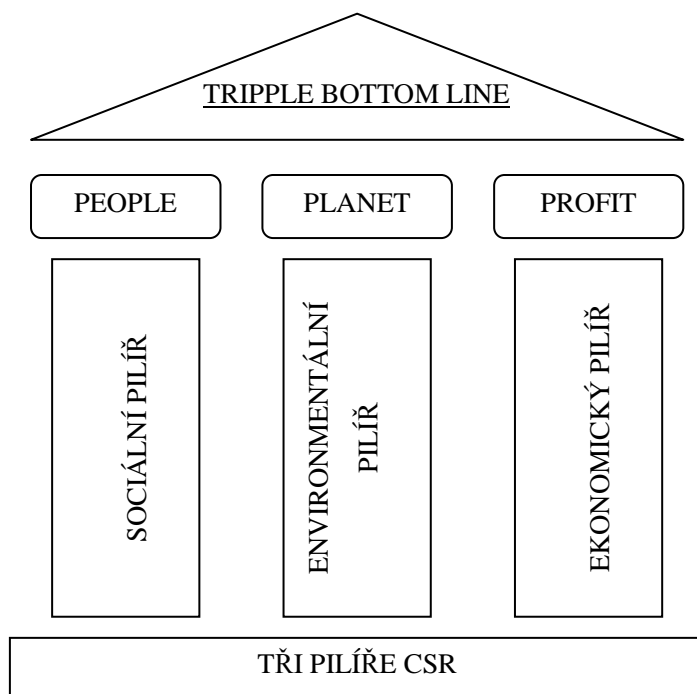 TRIPPLE BOTTOM LINE
PEOPLE
PLANET
PROFIT
SOCIÁLNÍ PILÍŘ
ENVIRONMENTÁLNÍ
PILÍŘ
EKONOMICKÝ PILÍŘ
TŘI PILÍŘE CSR